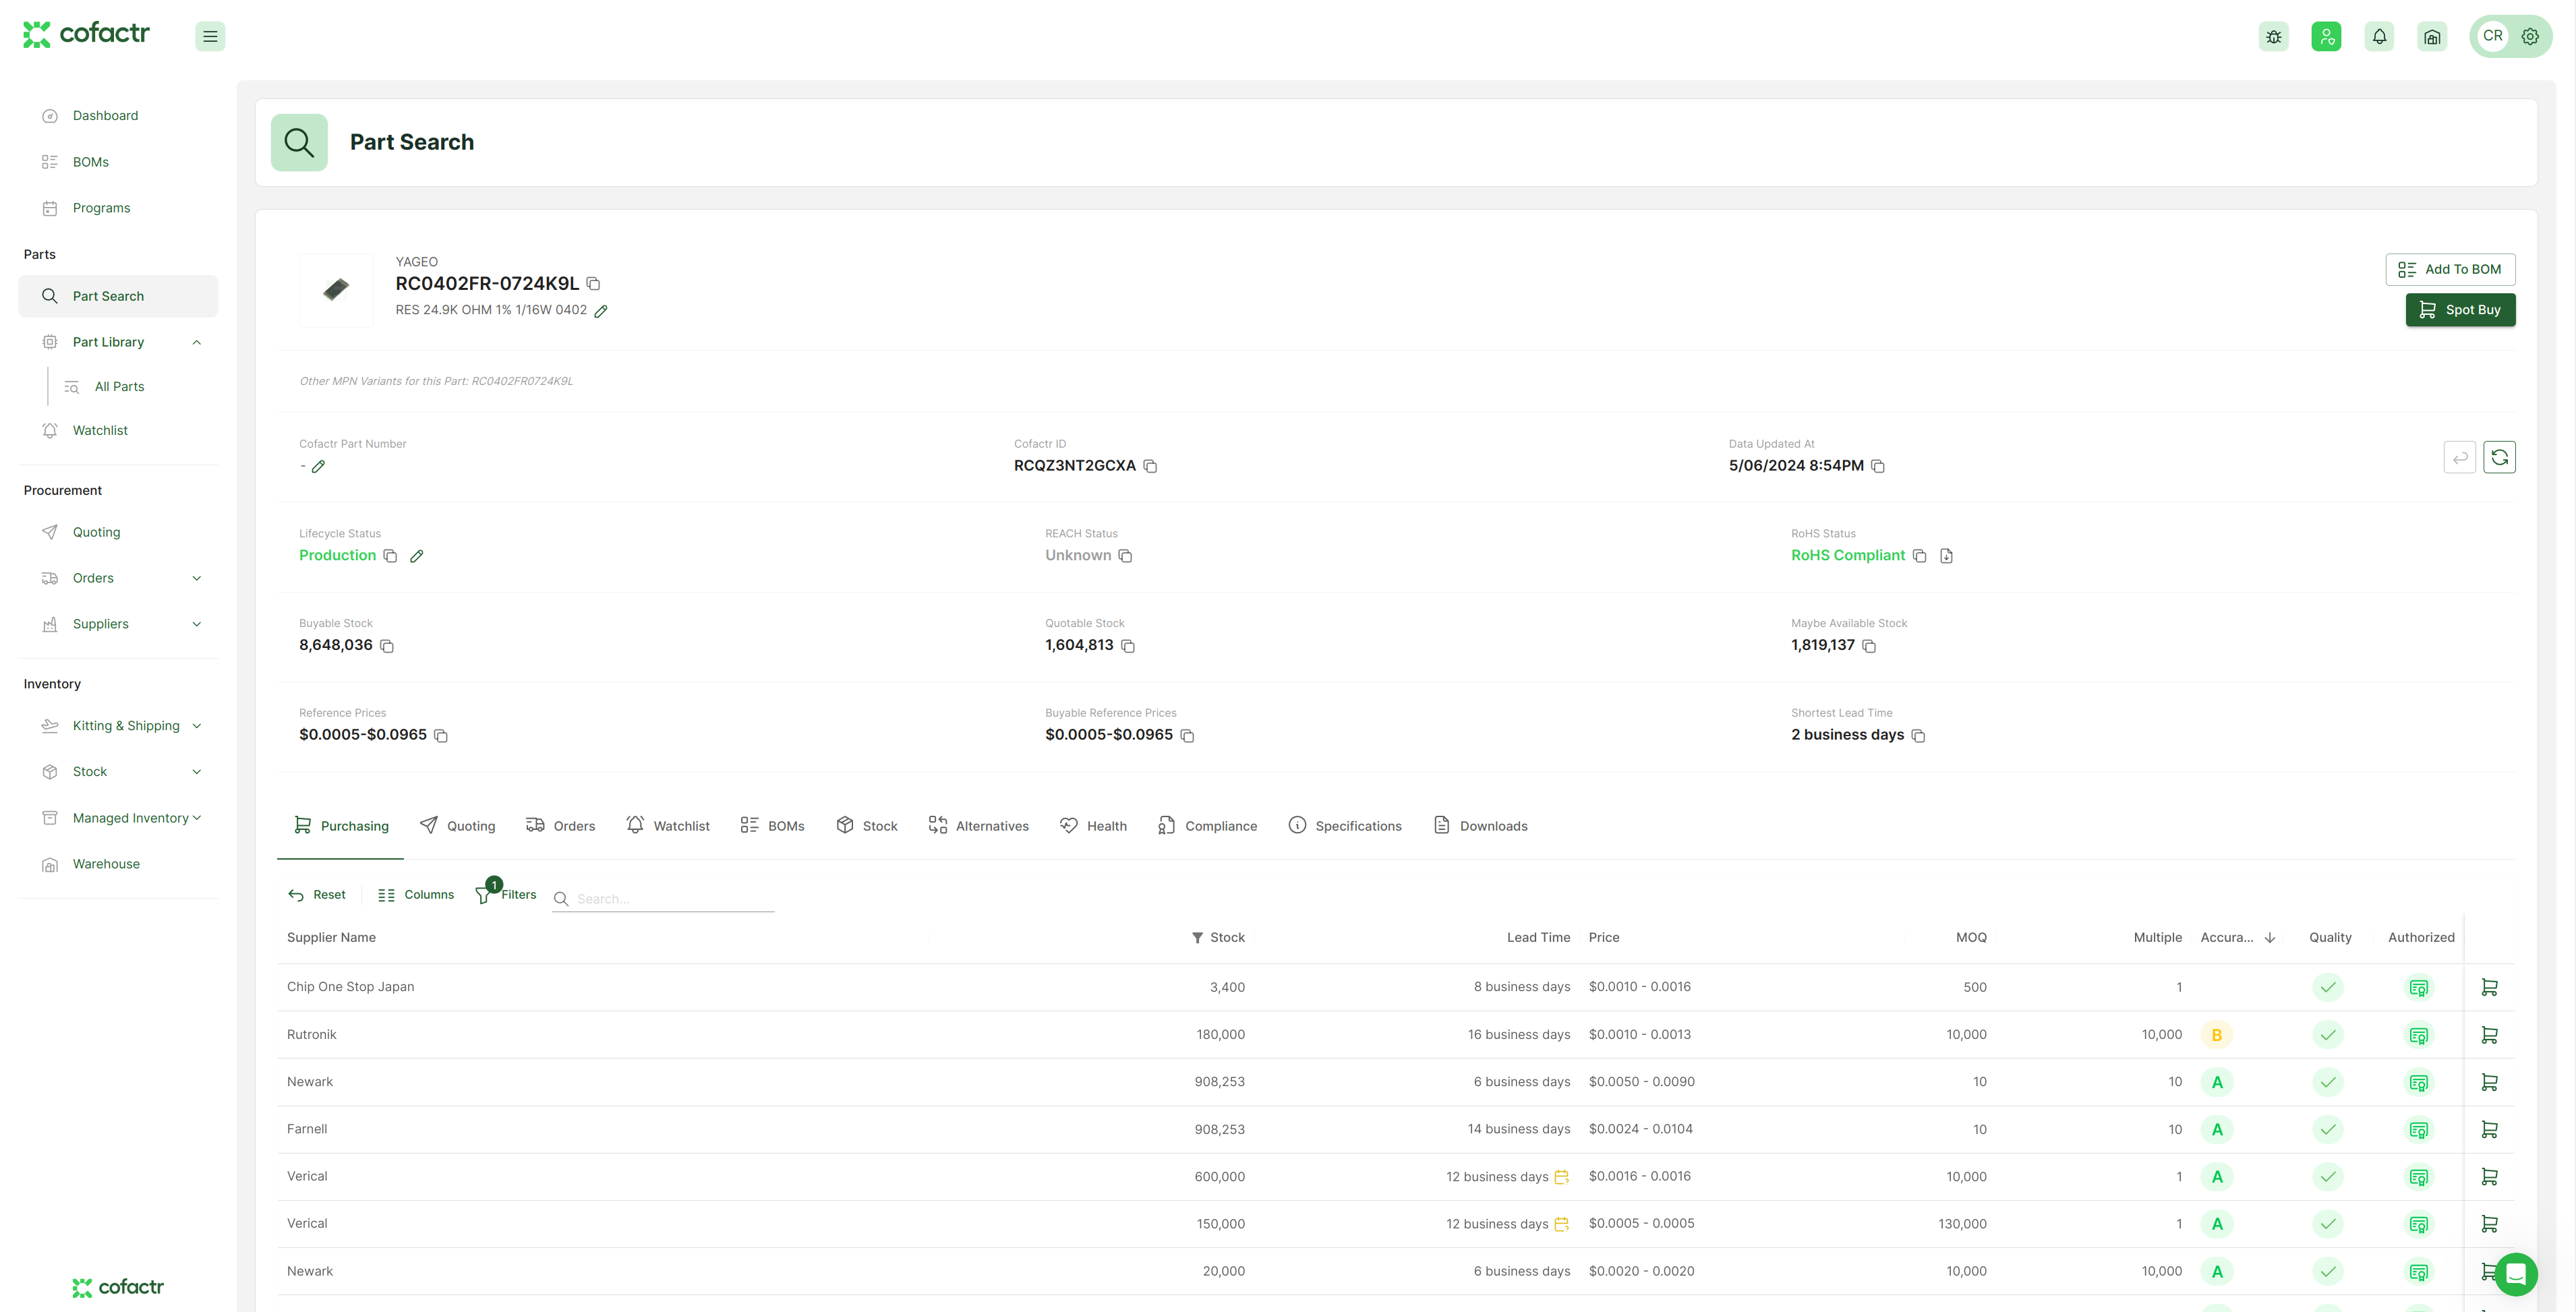 cofactr
CR
Dashboard
BOMs
Programs
Parts
Part Search
Part Library
All Parts
Watchlist
Procurement
Quoting
Orders
Suppliers
Inventory
Kitting & Shipping
Stock
Managed Inventory
Warehouse
cofactr
Part Search
YAGEO
RC0402FR-0724K9L
RES 24.9K OHM 1% 1/16W 0402
Add To BOM
Spot Buy
Other MPN Variants for this Part: RC0402FR0724K9L
Cofactr Part Number Cofactr ID Data Updated At
- RCQZ3NT2GCXA 5/06/2024 8:54PM
Lifecycle Status REACH Status RoHS Status
Production Unknown RoHS Compliant
Buyable Stock Quotable Stock Maybe Available Stock
8,648,036 1,604,813 1,819,137
Reference Prices Buyable Reference Prices Shortest Lead Time
$0.0005-$0.0965 $0.0005-$0.0965 2 business days
Purchasing Quoting Orders Watchlist BOMs Stock Alternatives Health Compliance Specifications Downloads
Reset Columns 1 Filters Search...
Supplier Name Stock Lead Time Price MOQ Multiple Accura... Quality Authorized
Chip One Stop Japan 3,400 8 business days $0.0010 - 0.0016 500 1
Rutronik 180,000 16 business days $0.0010 - 0.0013 10,000 10,000 B
Newark 908,253 6 business days $0.0050 - 0.0090 10 10 A
Farnell 908,253 14 business days $0.0024 - 0.0104 10 10 A
Verical 600,000 12 business days $0.0016 - 0.0016 10,000 1 A
Verical 150,000 12 business days $0.0005 - 0.0005 130,000 1 A
Newark 20,000 6 business days $0.0020 - 0.0020 10,000 10,000 A